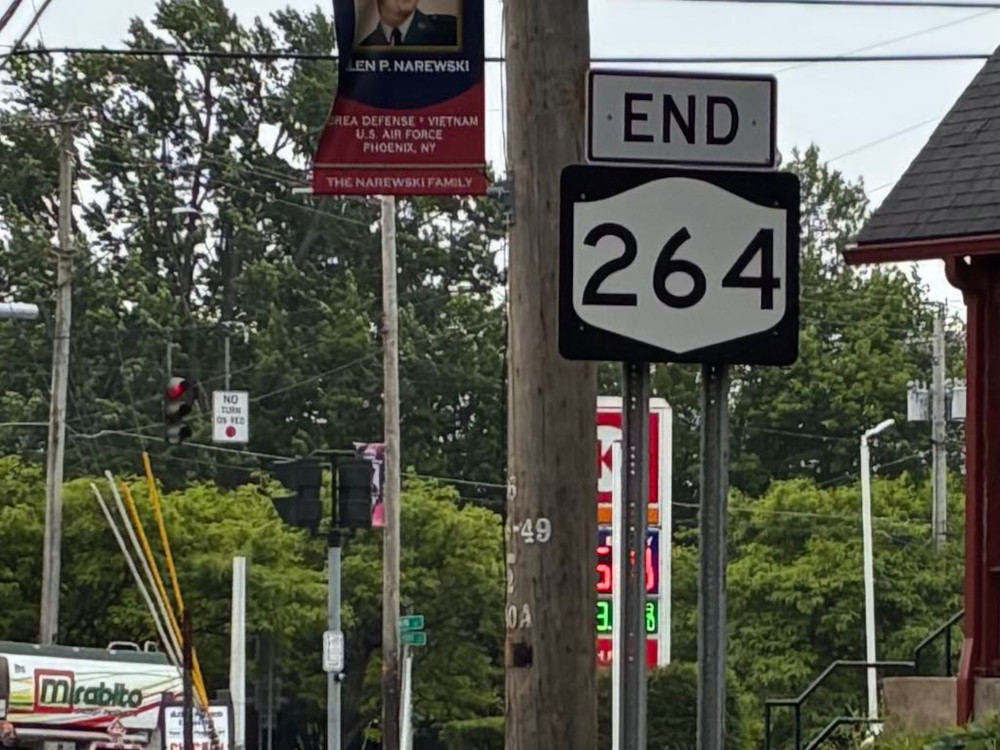 LEN P. NAREWSKI
REA DEFENSE * VIETNAM
U.S. AIR FORCE
PHOENIX, NY
THE NAREWSKI FAMILY
END
264
NO
TURN
ON RED
K
-49
0A
Mirabito